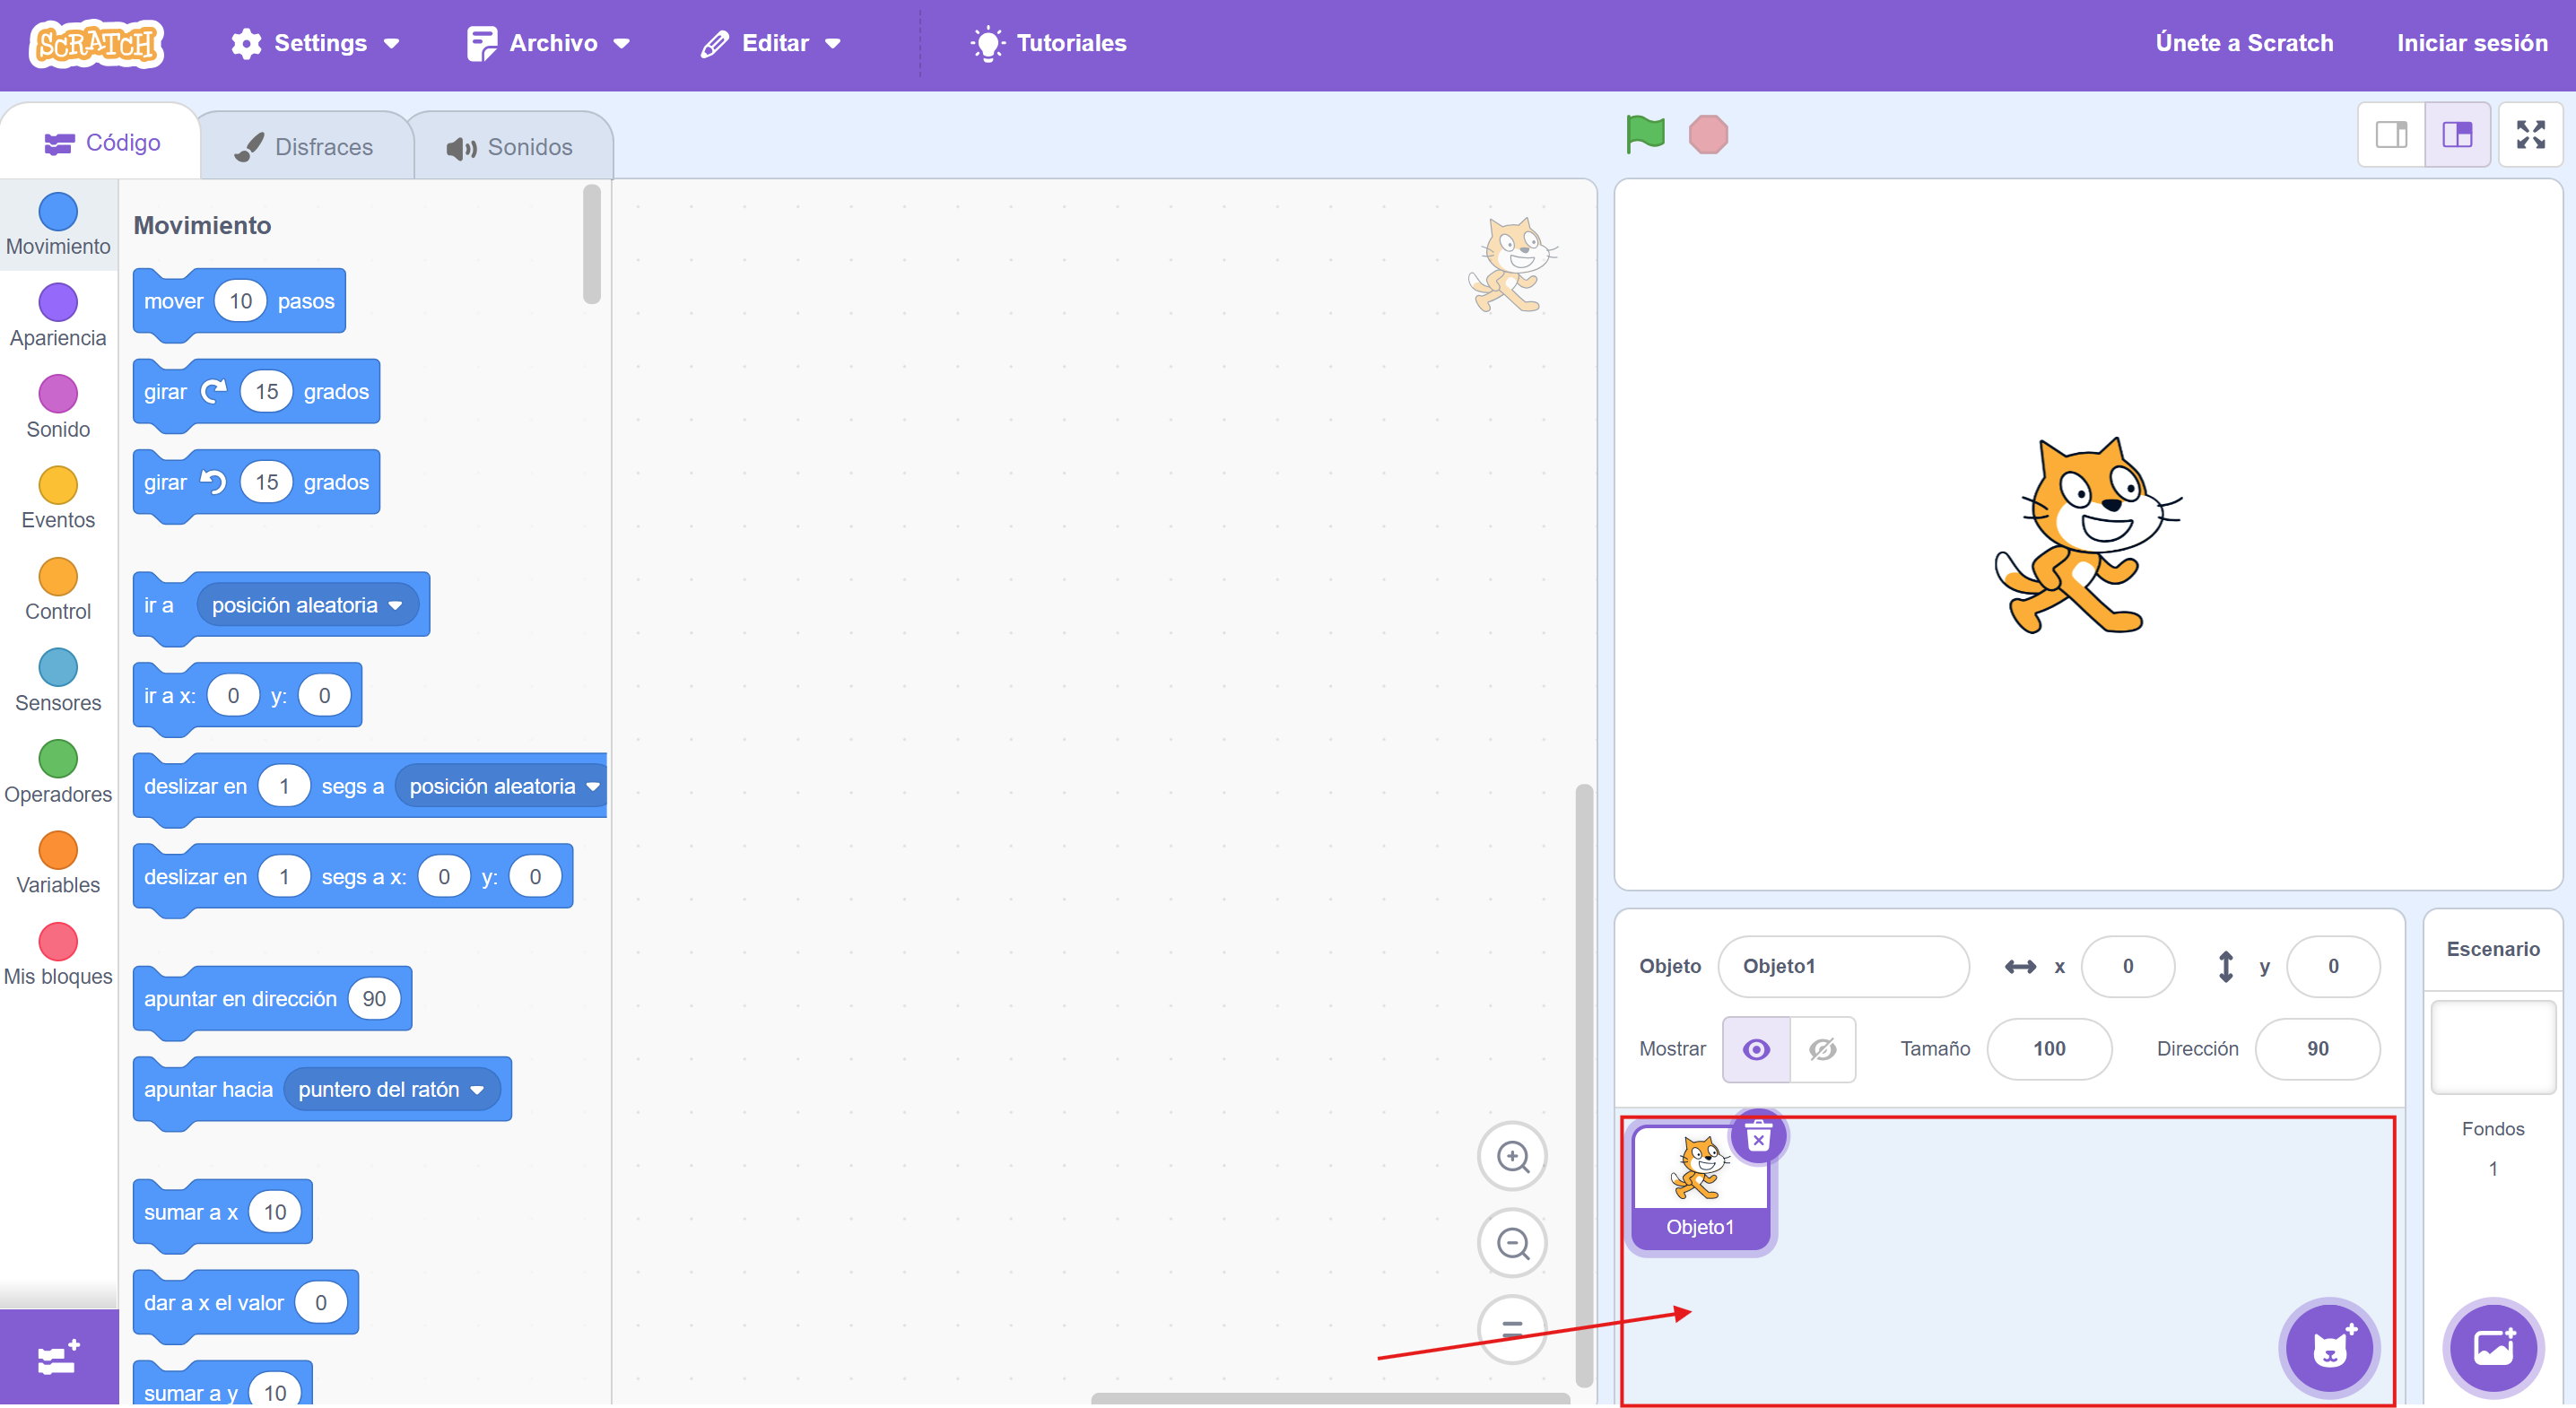 SCRATCH
Settings
Archivo
Editar
Tutoriales
Únete a Scratch
Iniciar sesión
Código
Disfraces
Sonidos
Movimiento
Apariencia
Sonido
Eventos
Control
Sensores
Operadores
Variables
Mis bloques
Movimiento
mover 10 pasos
girar 15 grados
girar 15 grados
ir a posición aleatoria
ir a x: 0 y: 0
deslizar en 1 segs a posición aleatoria
deslizar en 1 segs a x: 0 y: 0
apuntar en dirección 90
apuntar hacia puntero del ratón
sumar a x 10
dar a x el valor 0
sumar a y 10
Objeto Objeto1 x 0 y 0
Mostrar Tamaño 100 Dirección 90
Objeto1
Escenario
Fondos
1